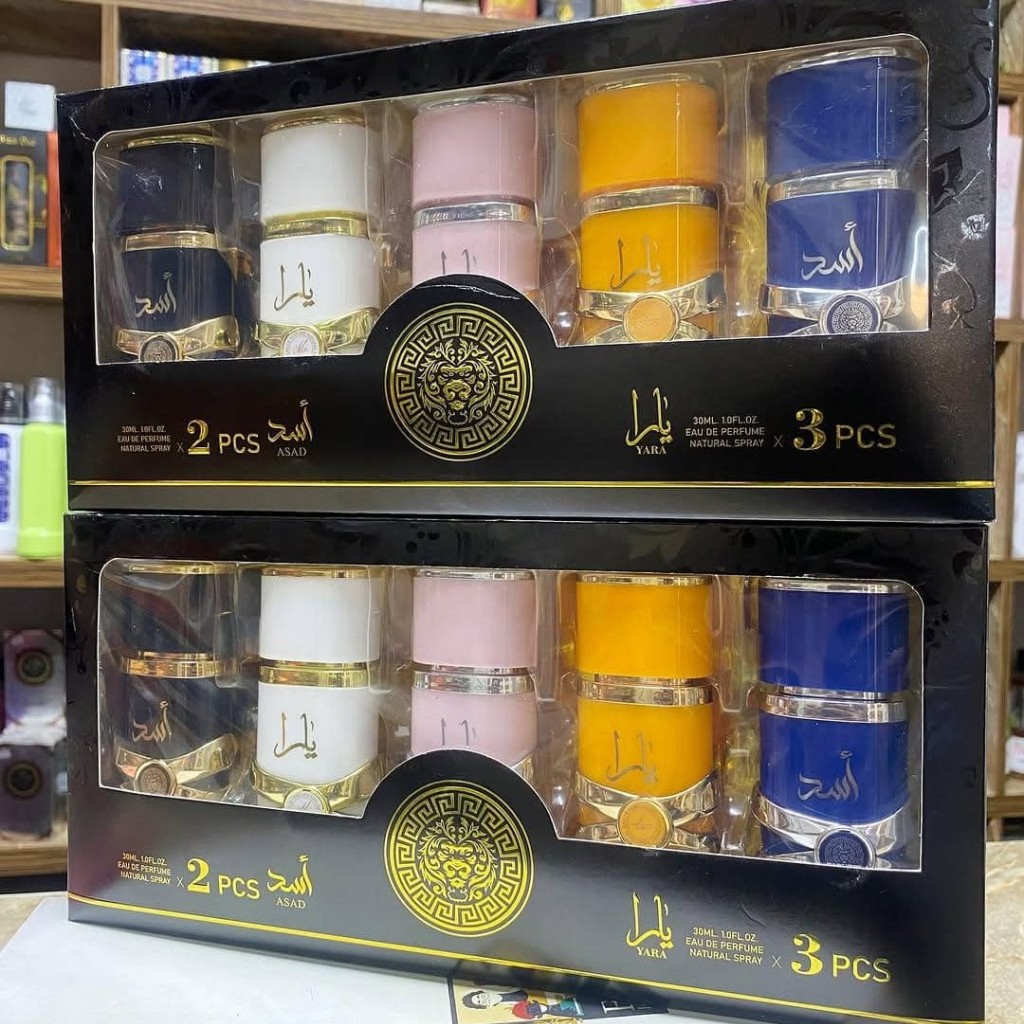 أسد
يارا
يارا
أسد
30ML. 1.0FL.OZ.
EAU DE PERFUME
NATURAL SPRAY
X 2 PCS
أسد
ASAD
يارا
YARA
30ML. 1.0FL.OZ.
EAU DE PERFUME
NATURAL SPRAY
X 3 PCS
أسد
يارا
يارا
أسد
30ML. 1.0FL.OZ.
EAU DE PERFUME
NATURAL SPRAY
X 2 PCS
أسد
ASAD
يارا
YARA
30ML. 1.0FL.OZ.
EAU DE PERFUME
NATURAL SPRAY
X 3 PCS